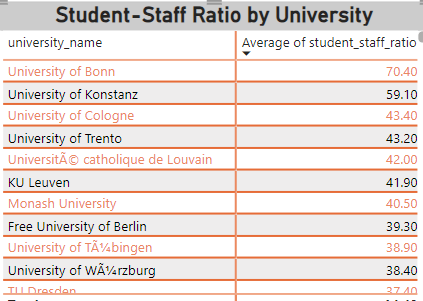 Student-Staff Ratio by University
university_name Average of student_staff_ratio
University of Bonn 70.40
University of Konstanz 59.10
University of Cologne 43.40
University of Trento 43.20
UniversitÃ© catholique de Louvain 42.00
KU Leuven 41.90
Monash University 40.50
Free University of Berlin 39.30
University of TÃ¼bingen 38.90
University of WÃ¼rzburg 38.40
TU Dresden 37.40